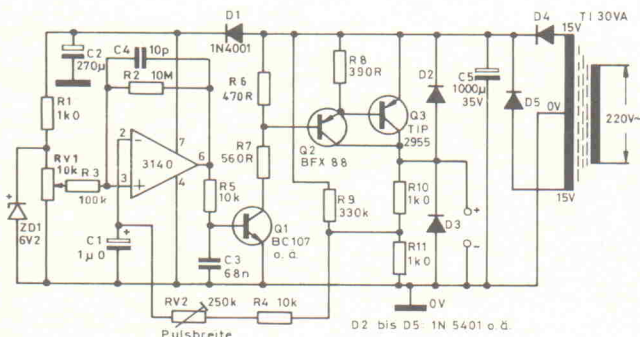 D1
1N4001
C2
270µ
C4
10p
R2
10M
R6
470R
R8
390R
D2
Q3
TIP
2955
C5
1000µ
35V
D4
15V
TI 30VA
D5
0V
220V~
15V
R1
1k0
RV1
10k
R3
100k
ZD1
6V2
2
3
7
4
6
3140
C1
1µ0
R5
10k
R7
560R
Q2
BFX 88
Q1
BC107
o. ä.
C3
68n
R9
330k
R10
1k0
R11
1k0
D3
+
-
0V
RV2
250k
R4
10k
Pulsbreite
D2 bis D5: 1N 5401 o.ä.